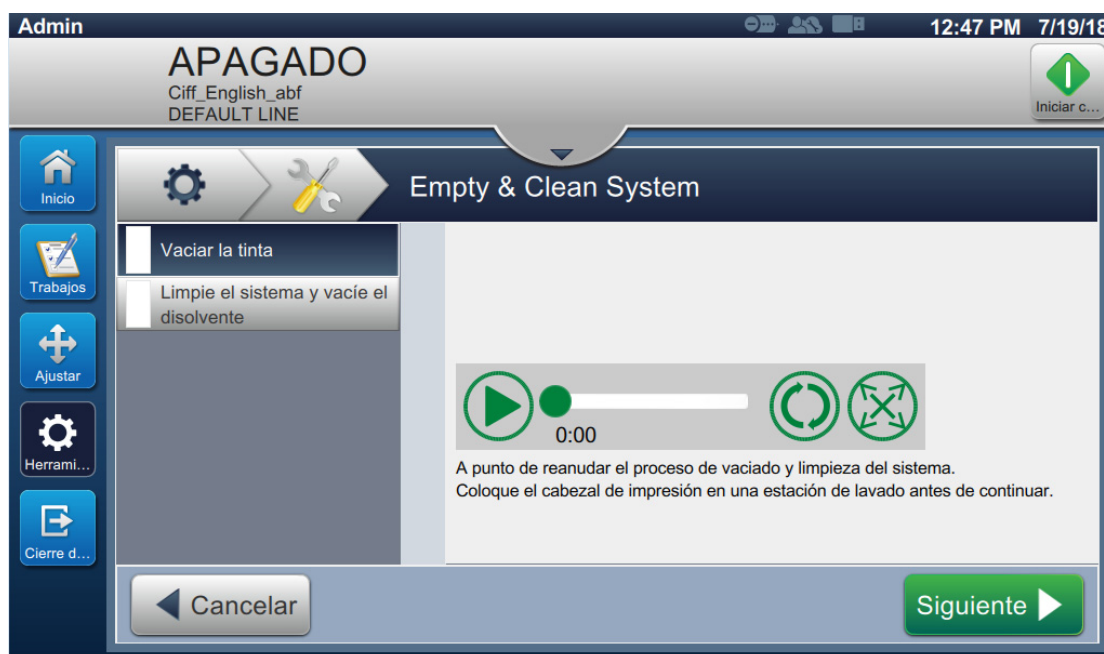 Admin
12:47 PM 7/19/18
APAGADO
Ciff_English_abf
DEFAULT LINE
Iniciar c...
Inicio
Empty & Clean System
Vaciar la tinta
Trabajos
Limpie el sistema y vacíe el
disolvente
Ajustar
0:00
Herrami...
A punto de reanudar el proceso de vaciado y limpieza del sistema.
Coloque el cabezal de impresión en una estación de lavado antes de continuar.
Cierre d...
Cancelar
Siguiente